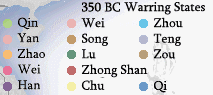 350 BC Warring States
Qin Wei Zhou
Yan Song Teng
Zhao Lu Zou
Wei Zhong Shan
Han Chu Qi